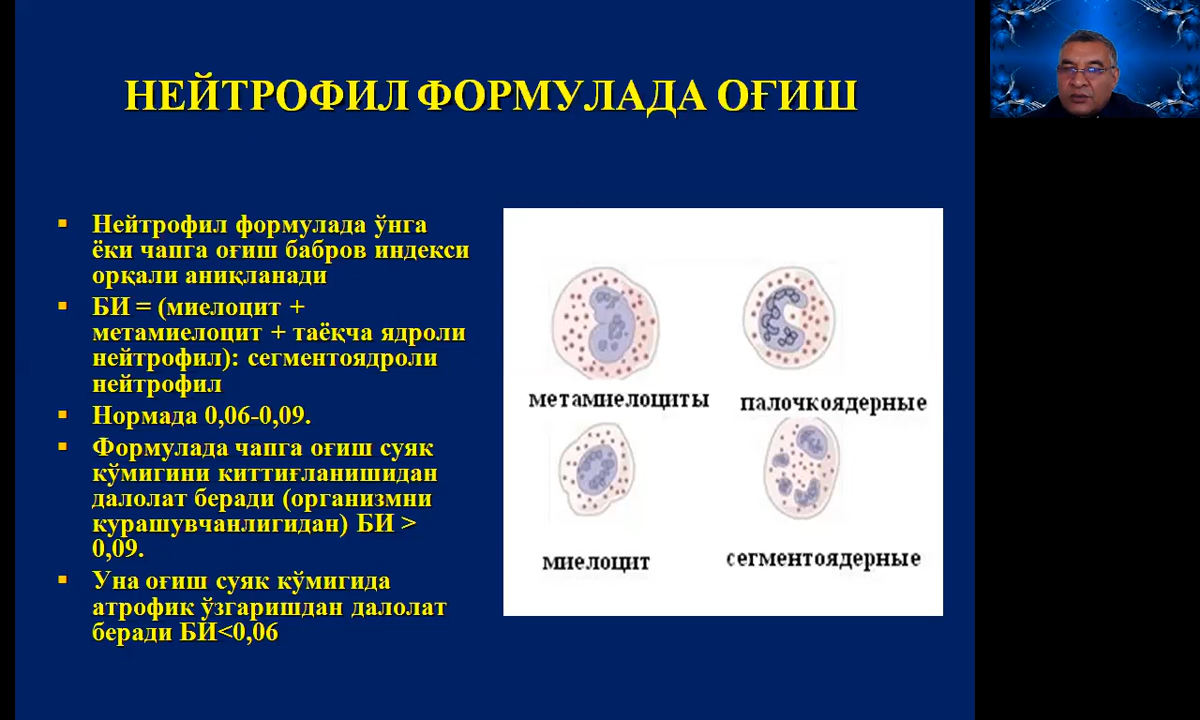 НЕЙТРОФИЛ ФОРМУЛАДА ОҒИШ
Нейтрофил формулада ўнга
ёки чапга оғиш бабров индекси
орқали аниқланади
БИ = (миелоцит +
метамиелоцит + таёқча ядроли
нейтрофил): сегментоядроли
нейтрофил
Нормада 0,06-0,09.
Формулада чапга оғиш суяк
кўмигини киттиғланишидан
далолат беради (организмни
курашувчанлигидан) БИ >
0,09.
Уна оғиш суяк кўмигида
атрофик ўзгаришдан далолат
беради БИ<0,06
метамиелоциты
палочкоядерные
миелоцит
сегментоядерные